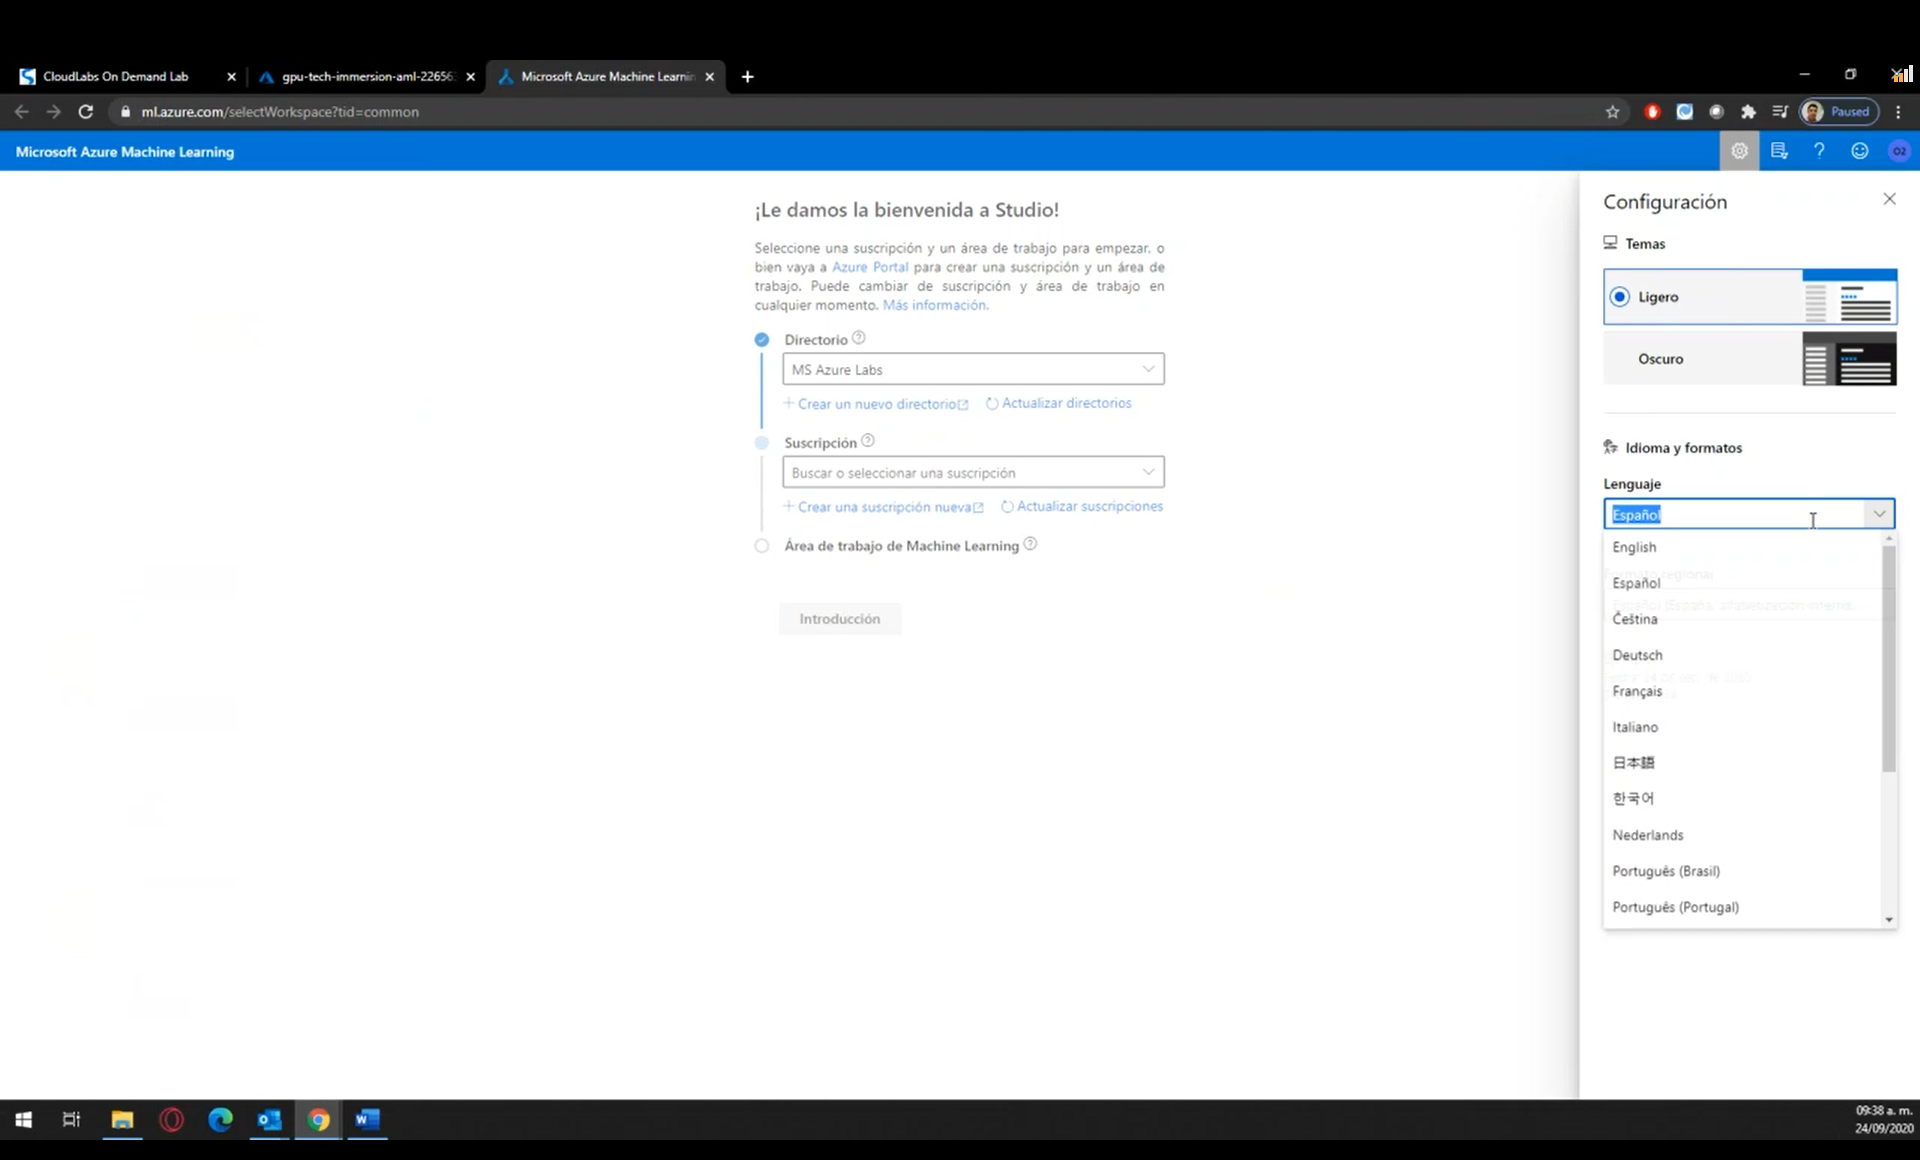 CloudLabs On Demand Lab
gpu-tech-immersion-aml-22656
Microsoft Azure Machine Learnin
ml.azure.com/selectWorkspace?tid=common
Paused
Microsoft Azure Machine Learning
O2
¡Le damos la bienvenida a Studio!
Seleccione una suscripción y un área de trabajo para empezar, o
bien vaya a Azure Portal para crear una suscripción y un área de
trabajo. Puede cambiar de suscripción y área de trabajo en
cualquier momento. Más información.
Directorio
MS Azure Labs
Crear un nuevo directorio
Actualizar directorios
Suscripción
Buscar o seleccionar una suscripción
Crear una suscripción nueva
Actualizar suscripciones
Área de trabajo de Machine Learning
Introducción
Configuración
Temas
Ligero
Oscuro
Idioma y formatos
Lenguaje
Español
English
Formato regional
Español
Čeština
Deutsch
Français
Italiano
日本語
한국어
Nederlands
Português (Brasil)
Português (Portugal)
09:38 a. m.
24/09/2020